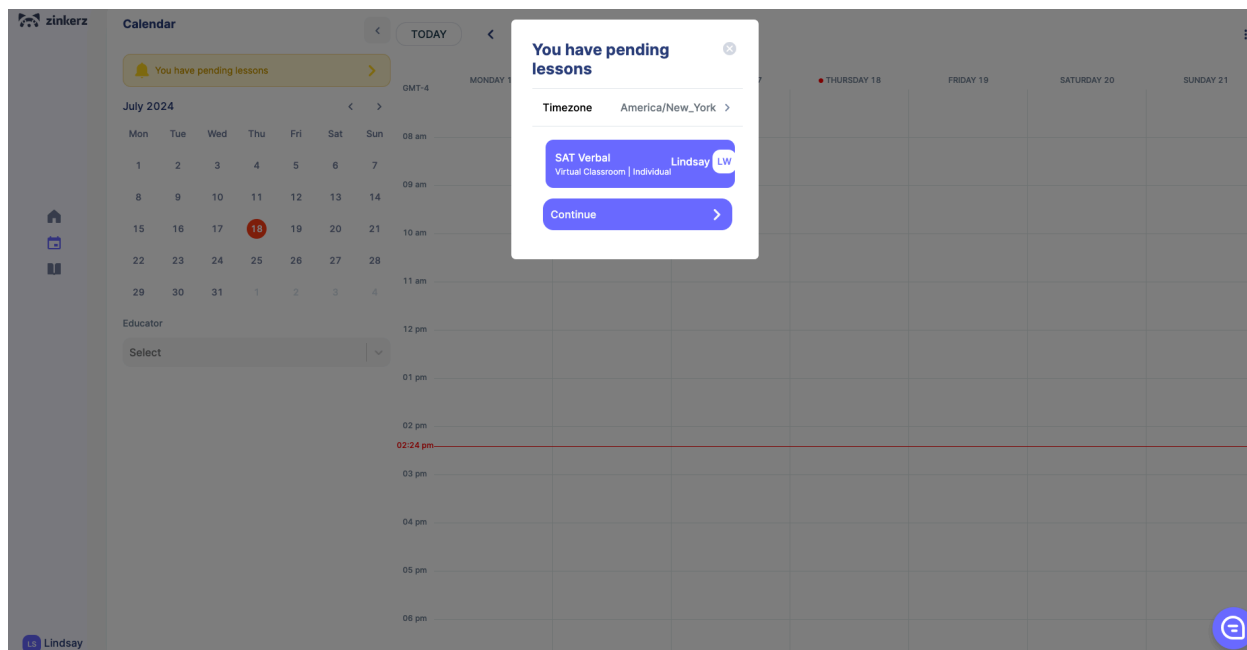 zinkerz
Calendar
TODAY
You have pending lessons
July 2024
Mon Tue Wed Thu Fri Sat Sun
1 2 3 4 5 6 7
8 9 10 11 12 13 14
15 16 17 18 19 20 21
22 23 24 25 26 27 28
29 30 31 1 2 3 4
Educator
Select
LS Lindsay
You have pending
lessons
Timezone America/New_York
SAT Verbal
Virtual Classroom | Individual
Lindsay LW
Continue
GMT-4
MONDAY 1 7 THURSDAY 18 FRIDAY 19 SATURDAY 20 SUNDAY 21
08 am
09 am
10 am
11 am
12 pm
01 pm
02 pm
02:24 pm
03 pm
04 pm
05 pm
06 pm